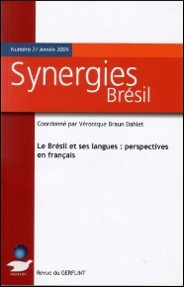 Numéro 7/ Année 2009
Synergies
Brésil
Coordonné par Véronique Braun Dahlet
Le Brésil et ses langues : perspectives
en français
Revue du GERFLINT